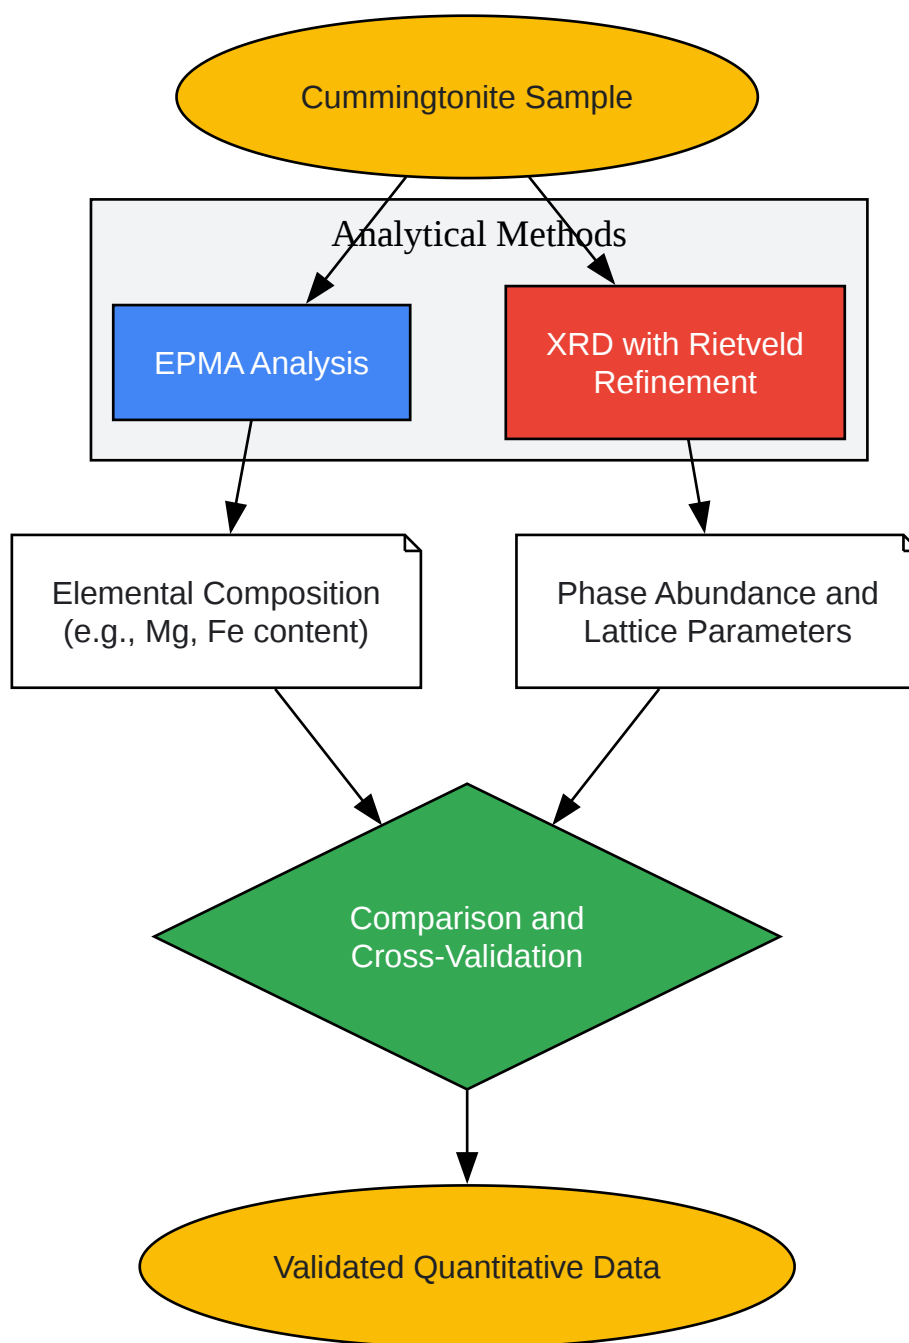 Cummingtonite Sample
Analytical Methods
EPMA Analysis
XRD with Rietveld
Refinement
Elemental Composition
(e.g., Mg, Fe content)
Phase Abundance and
Lattice Parameters
Comparison and
Cross-Validation
Validated Quantitative Data